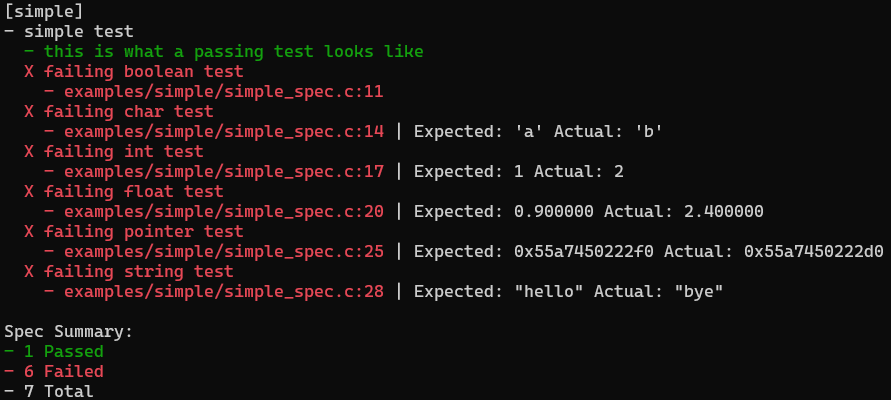 [simple]
- simple test
- this is what a passing test looks like
X failing boolean test
- examples/simple/simple_spec.c:11
X failing char test
- examples/simple/simple_spec.c:14 | Expected: 'a' Actual: 'b'
X failing int test
- examples/simple/simple_spec.c:17 | Expected: 1 Actual: 2
X failing float test
- examples/simple/simple_spec.c:20 | Expected: 0.900000 Actual: 2.400000
X failing pointer test
- examples/simple/simple_spec.c:25 | Expected: 0x55a7450222f0 Actual: 0x55a7450222d0
X failing string test
- examples/simple/simple_spec.c:28 | Expected: "hello" Actual: "bye"
Spec Summary:
- 1 Passed
- 6 Failed
- 7 Total